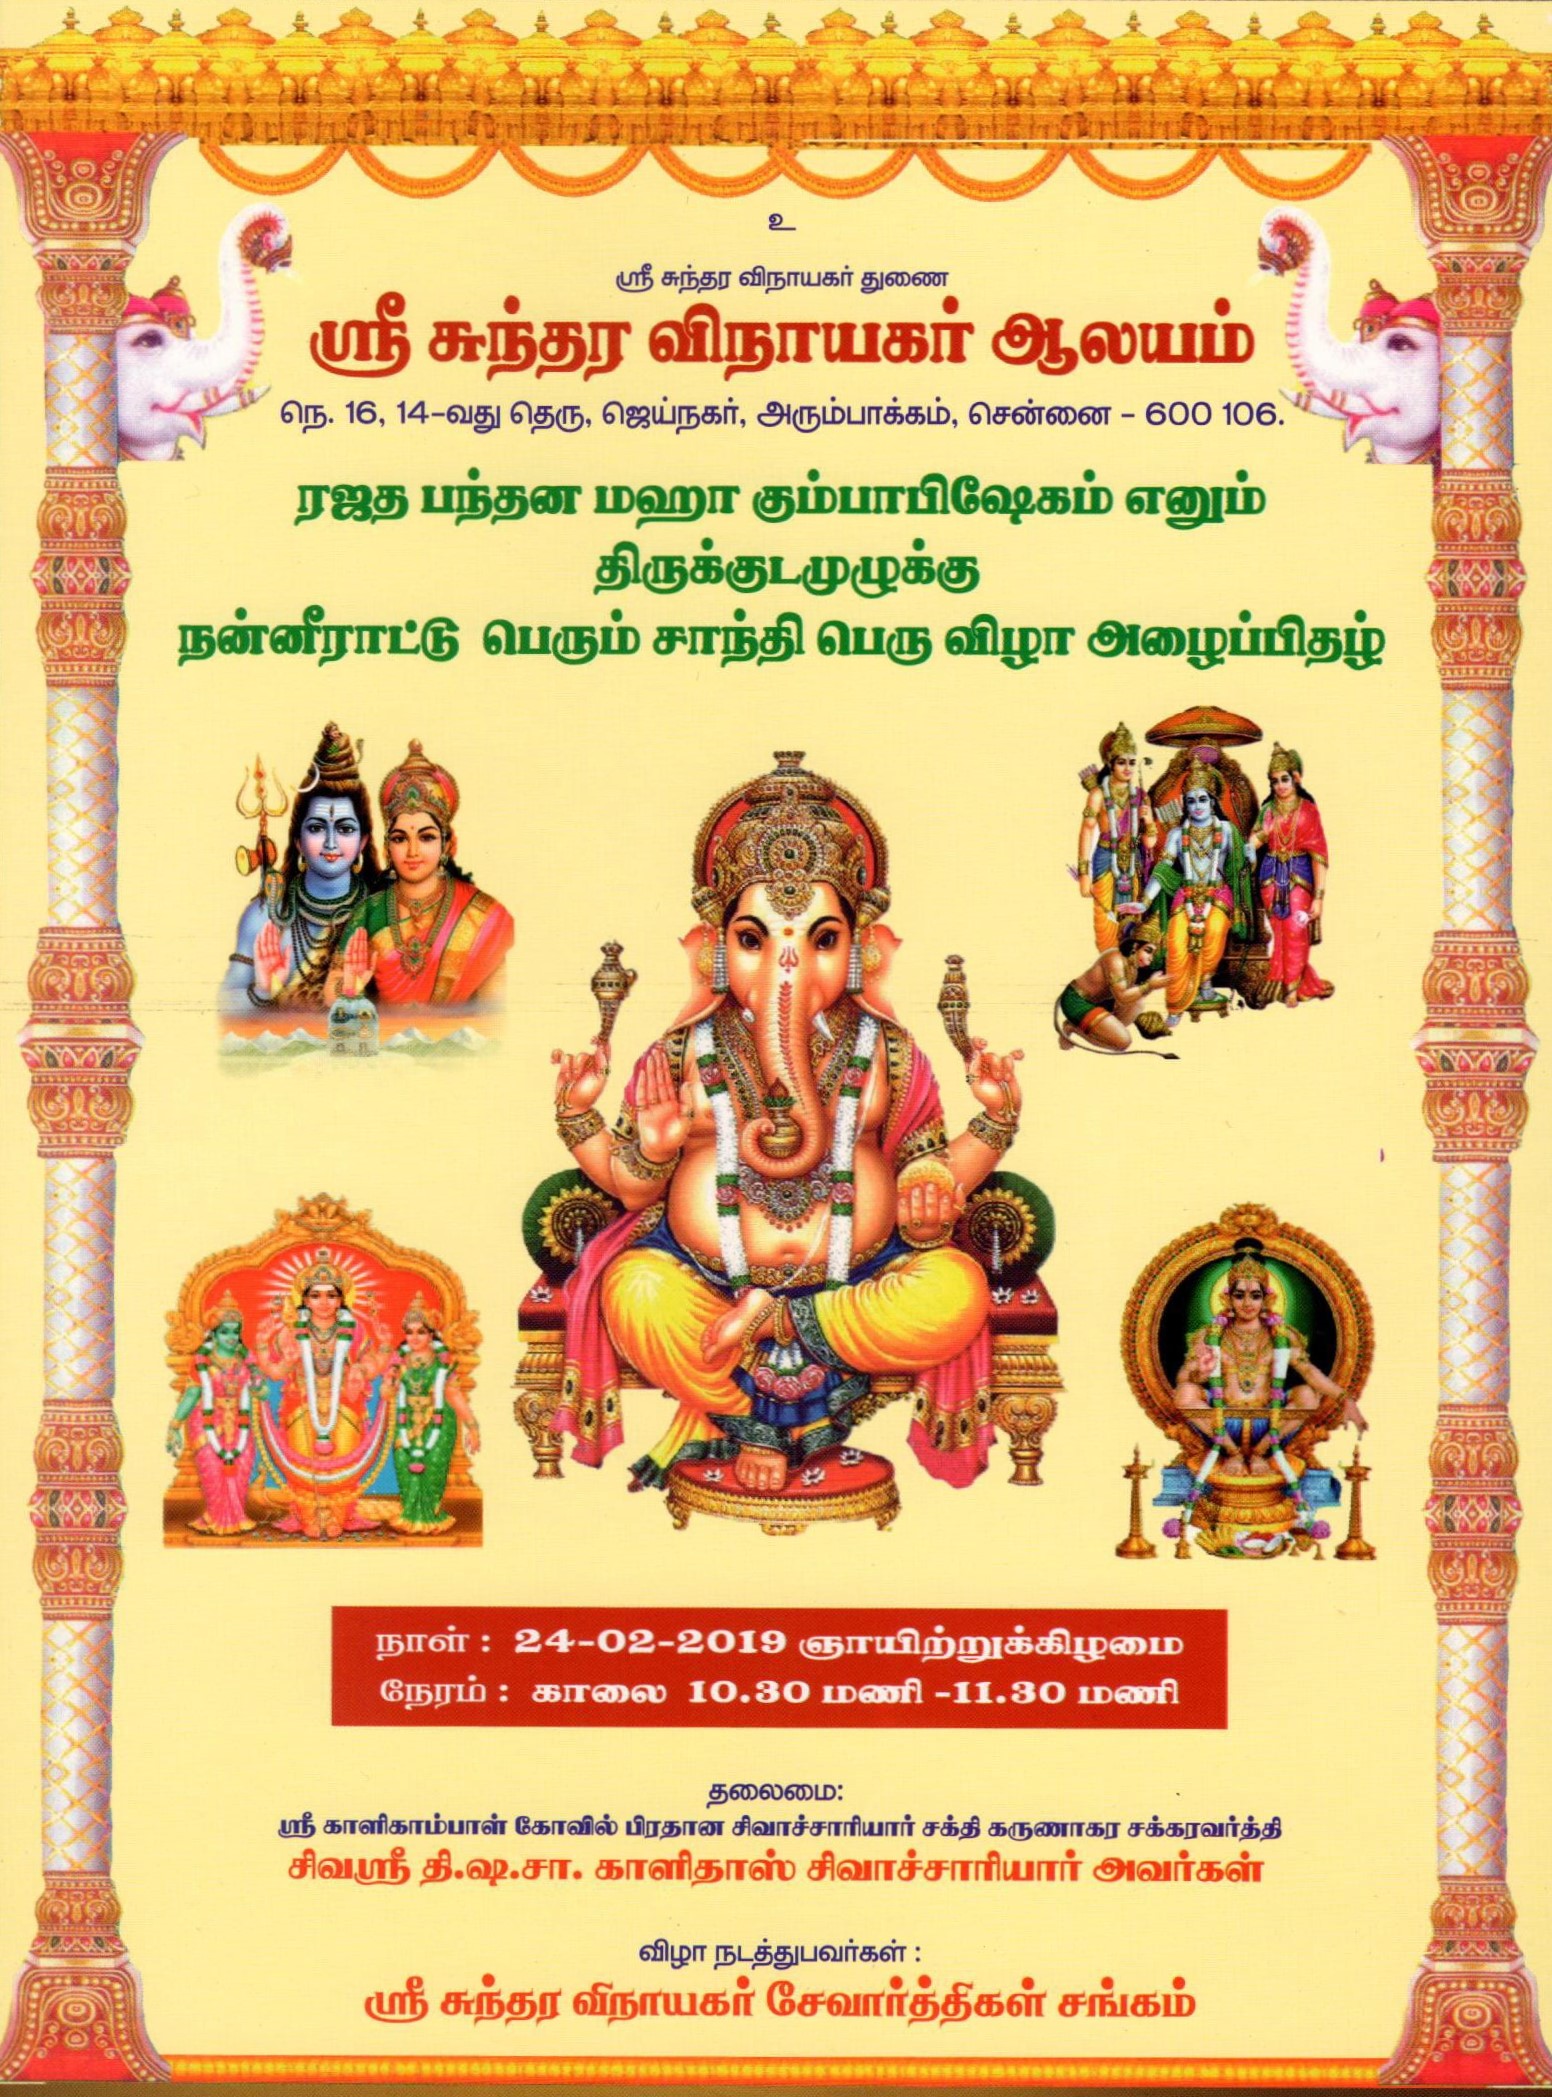 உ
ஸ்ரீ சுந்தர விநாயகர் துணை
ஸ்ரீ சுந்தர விநாயகர் ஆலயம்
நெ. 16, 14-வது தெரு, ஜெய்நகர், அரும்பாக்கம், சென்னை - 600 106.
ரஜத பந்தன மஹா கும்பாபிஷேகம் எனும்
திருக்குடமுழுக்கு
நன்னீராட்டு பெரும் சாந்தி பெரு விழா அழைப்பிதழ்
நாள் : 24-02-2019 ஞாயிற்றுக்கிழமை
நேரம் : காலை 10.30 மணி -11.30 மணி
தலைமை:
ஸ்ரீ காளிகாம்பாள் கோவில் பிரதான சிவாச்சாரியார் சக்தி கருணாகர சக்கரவர்த்தி
சிவஸ்ரீ தி.ஷ.சா. காளிதாஸ் சிவாச்சாரியார் அவர்கள்
விழா நடத்துபவர்கள் :
ஸ்ரீ சுந்தர விநாயகர் சேவார்த்திகள் சங்கம்